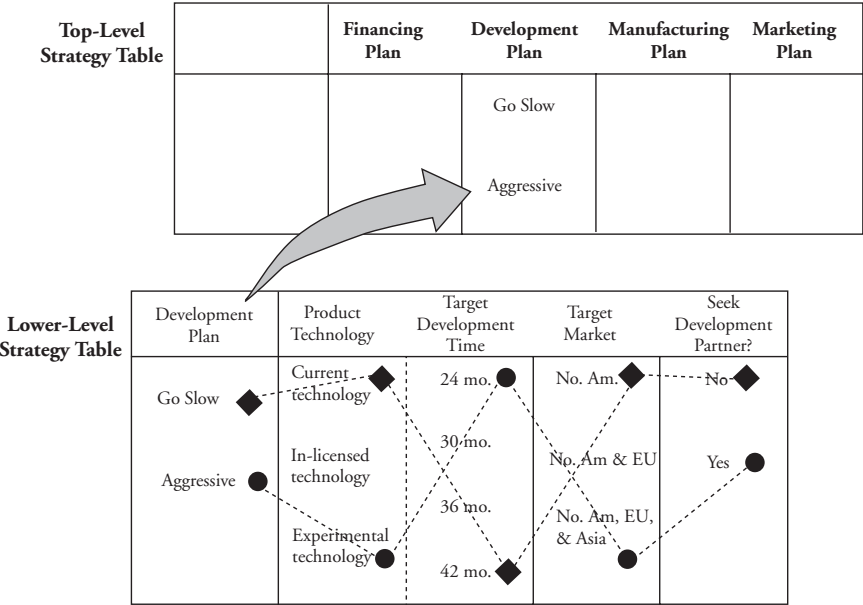 Top-Level
Strategy Table
Financing
Plan
Development
Plan
Manufacturing
Plan
Marketing
Plan
Go Slow
Aggressive
Lower-Level
Strategy Table
Development
Plan
Product
Technology
Target
Development
Time
Target
Market
Seek
Development
Partner?
Go Slow
Current
technology
24 mo.
No. Am.
No
30 mo.
Aggressive
In-licensed
technology
No. Am & EU
Yes
36 mo.
No. Am, EU,
& Asia
Experimental
technology
42 mo.